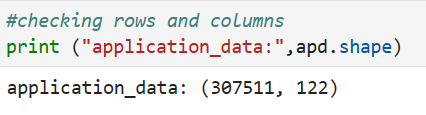 #checking rows and columns
print ("application_data:",apd.shape)
application_data: (307511, 122)